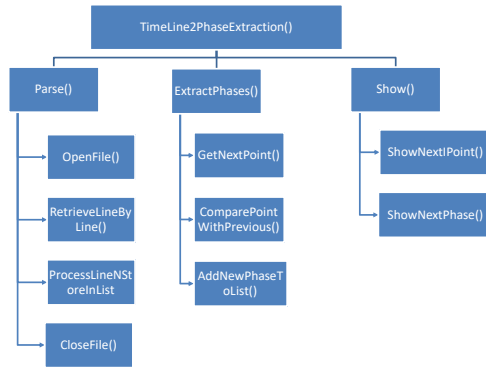 TimeLine2PhaseExtraction()
Parse()
ExtractPhases()
Show()
OpenFile()
RetrieveLineBy
Line()
ProcessLineNSt
oreInList
CloseFile()
GetNextPoint()
ComparePoint
WithPrevious()
AddNewPhaseT
oList()
ShowNextIPoint()
ShowNextPhase()